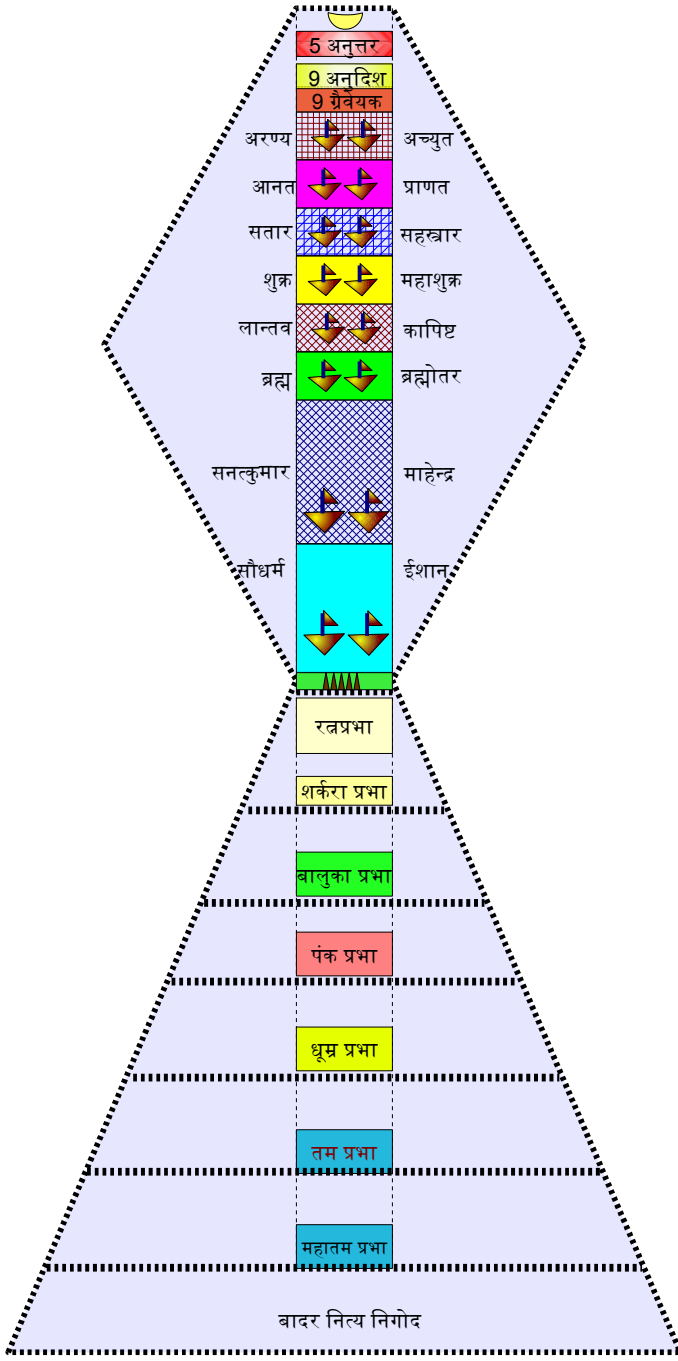 5 अनुत्तर
9 अनुदिश
9 ग्रैवेयक
अरण्य अच्युत
आनत प्राणत
सतार सहस्त्रार
शुक्र महाशुक्र
लान्तव कापिष्ट
ब्रह्म ब्रह्मोतर
सनत्कुमार माहेन्द्र
सौधर्म ईशान
रत्नप्रभा
शर्करा प्रभा
बालुका प्रभा
पंक प्रभा
धूम्र प्रभा
तम प्रभा
महातम प्रभा
बादर नित्य निगोद